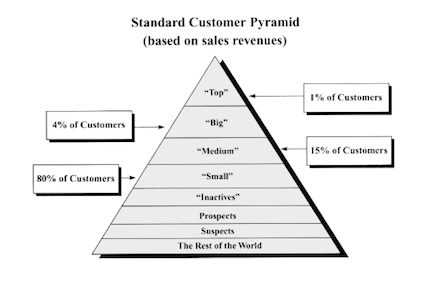 Standard Customer Pyramid
(based on sales revenues)
“Top”
1% of Customers
4% of Customers
“Big”
“Medium”
15% of Customers
80% of Customers
“Small”
“Inactives”
Prospects
Suspects
The Rest of the World